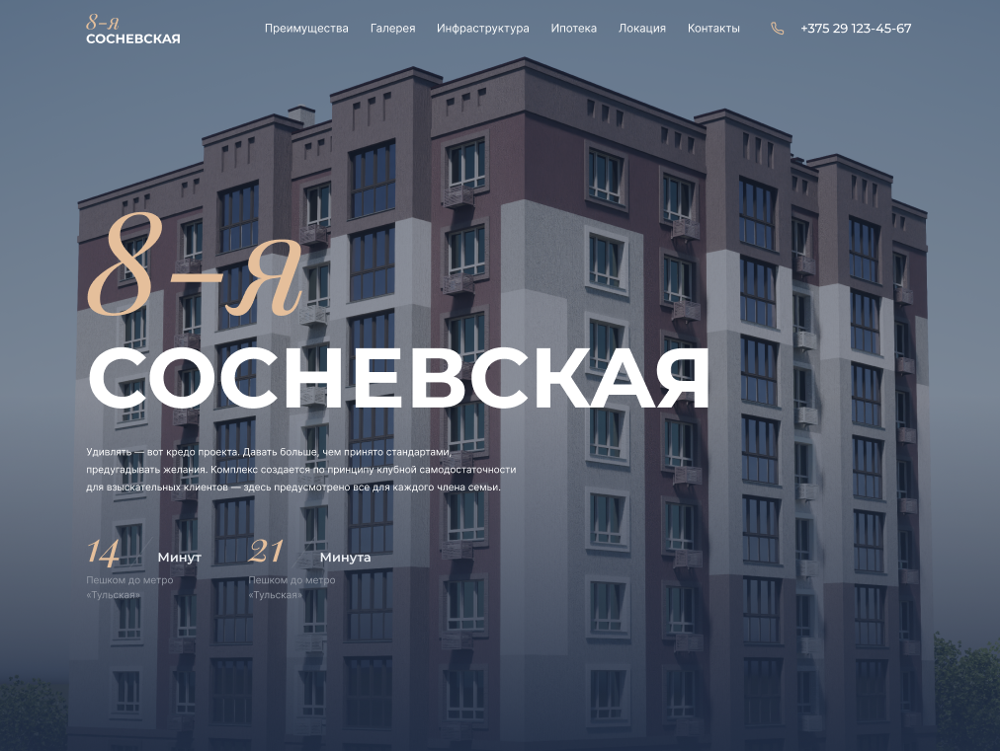 8-я
СОСНЕВСКАЯ
Преимущества Галерея Инфраструктура Ипотека Локация Контакты +375 29 123-45-67
8-я
СОСНЕВСКАЯ
Удивлять — вот кредо проекта. Давать больше, чем принято стандартами,
предугадывать желания. Комплекс создается по принципу клубной самодостаточности
для взыскательных клиентов — здесь предусмотрено все для каждого члена семьи.
14 Минут 21 Минута
Пешком до метро Пешком до метро
«Тульская» «Тульская»